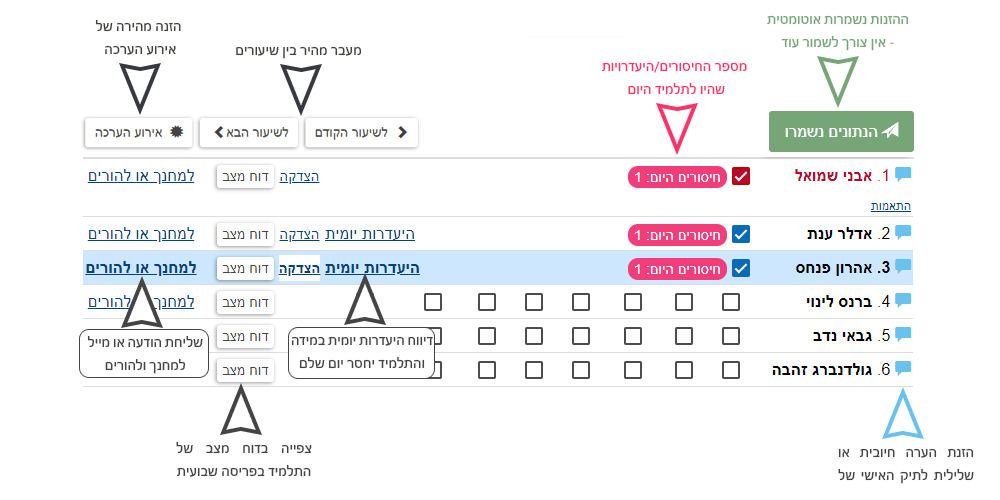 ההזנות נשמרות אוטומטית
- אין צורך לשמור עוד
מספר החיסורים/היעדרויות
שהיו לתלמיד היום
מעבר מהיר בין שיעורים
הזנה מהירה של
אירוע הערכה
הנתונים נשמרו
לשיעור הקודם
לשיעור הבא
אירוע הערכה
1. אבני שמואל חיסורים היום: 1 הצדקה דוח מצב למחנך או להורים
התאמות
2. אדלר ענת חיסורים היום: 1 היעדרות יומית הצדקה דוח מצב למחנך או להורים
3. אהרון פנחס חיסורים היום: 1 היעדרות יומית הצדקה דוח מצב למחנך או להורים
4. ברנס לינוי דוח מצב למחנך או להורים
5. גבאי נדב דוח מצב
6. גולדנברג זהבה דוח מצב
דיווח היעדרות יומית במידה
והתלמיד יחסר יום שלם
שליחת הודעה או מייל
למחנך ולהורים
צפייה בדוח מצב של
התלמיד בפריסה שבועית
הזנת הערה חיובית או
שלילית לתיק האישי של